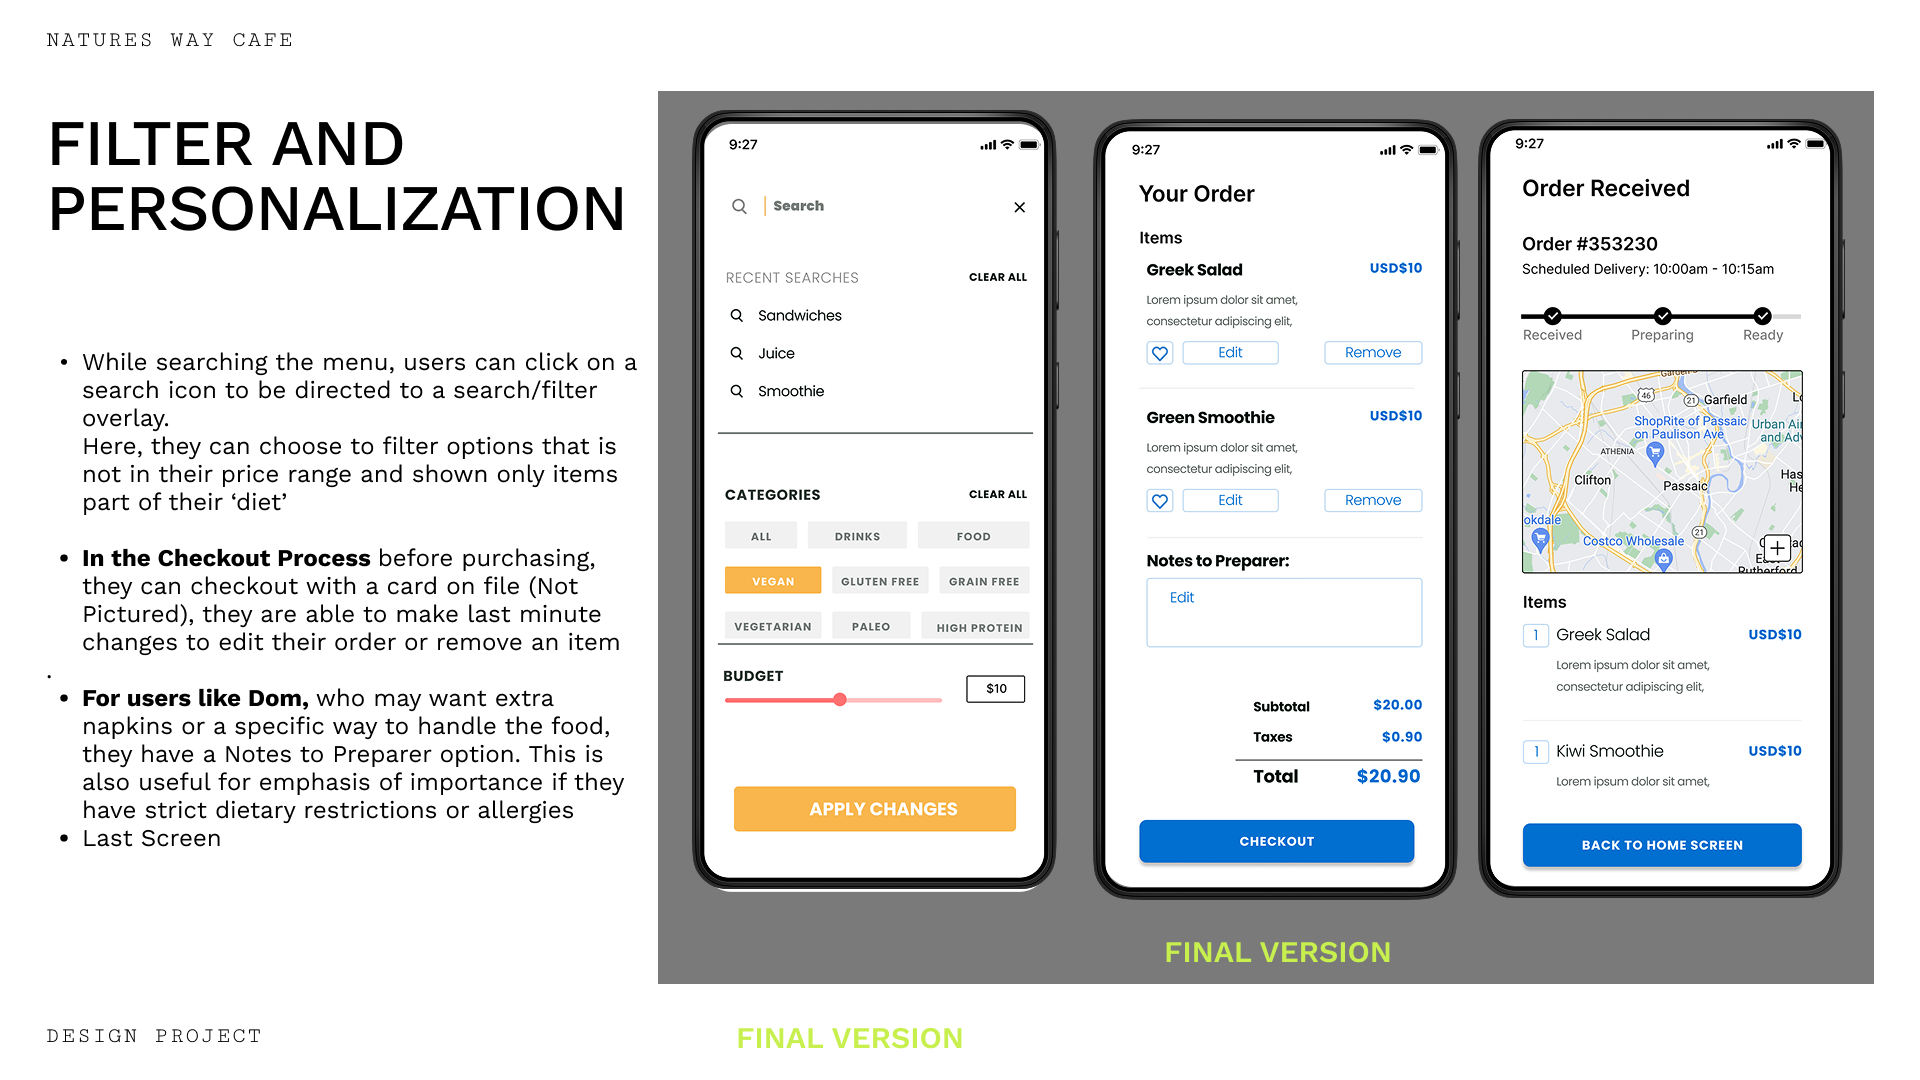 NATURES WAY CAFE
FILTER AND
PERSONALIZATION
• While searching the menu, users can click on a
search icon to be directed to a search/filter
overlay.
Here, they can choose to filter options that is
not in their price range and shown only items
part of their ‘diet’
• In the Checkout Process before purchasing,
they can checkout with a card on file (Not
Pictured), they are able to make last minute
changes to edit their order or remove an item
.
• For users like Dom, who may want extra
napkins or a specific way to handle the food,
they have a Notes to Preparer option. This is
also useful for emphasis of importance if they
have strict dietary restrictions or allergies
• Last Screen
9:27
Search
RECENT SEARCHES CLEAR ALL
Sandwiches
Juice
Smoothie
CATEGORIES CLEAR ALL
ALL DRINKS FOOD
VEGAN GLUTEN FREE GRAIN FREE
VEGETARIAN PALEO HIGH PROTEIN
BUDGET
$10
APPLY CHANGES
9:27
Your Order
Items
Greek Salad USD$10
Lorem ipsum dolor sit amet,
consectetur adipiscing elit,
Edit Remove
Green Smoothie USD$10
Lorem ipsum dolor sit amet,
consectetur adipiscing elit,
Edit Remove
Notes to Preparer:
Edit
Subtotal $20.00
Taxes $0.90
Total $20.90
CHECKOUT
9:27
Order Received
Order #353230
Scheduled Delivery: 10:00am - 10:15am
Received Preparing Ready
46
21 Garfield
ShopRite of Passaic
on Paulison Ave
Urban Ai
and Adv
ATHENIA
Clifton
Passaic
Has
He
okdale
21
Costco Wholesale
Rutherford
Items
1 Greek Salad USD$10
Lorem ipsum dolor sit amet,
consectetur adipiscing elit,
1 Kiwi Smoothie USD$10
Lorem ipsum dolor sit amet,
BACK TO HOME SCREEN
FINAL VERSION
DESIGN PROJECT
FINAL VERSION